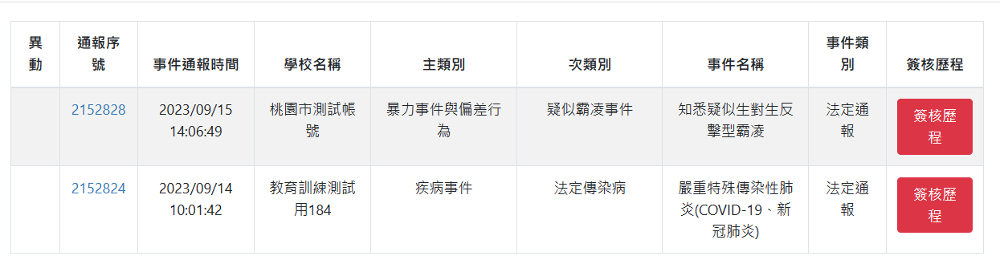 異動 通報序號 事件通報時間 學校名稱 主類別 次類別 事件名稱 事件類別 簽核歷程
2152828 2023/09/15 14:06:49 桃園市測試帳號 暴力事件與偏差行為 疑似霸凌事件 知悉疑似生對生反擊型霸凌 法定通報 簽核歷程
2152824 2023/09/14 10:01:42 教育訓練測試用184 疾病事件 法定傳染病 嚴重特殊傳染性肺炎(COVID-19、新冠肺炎) 法定通報 簽核歷程